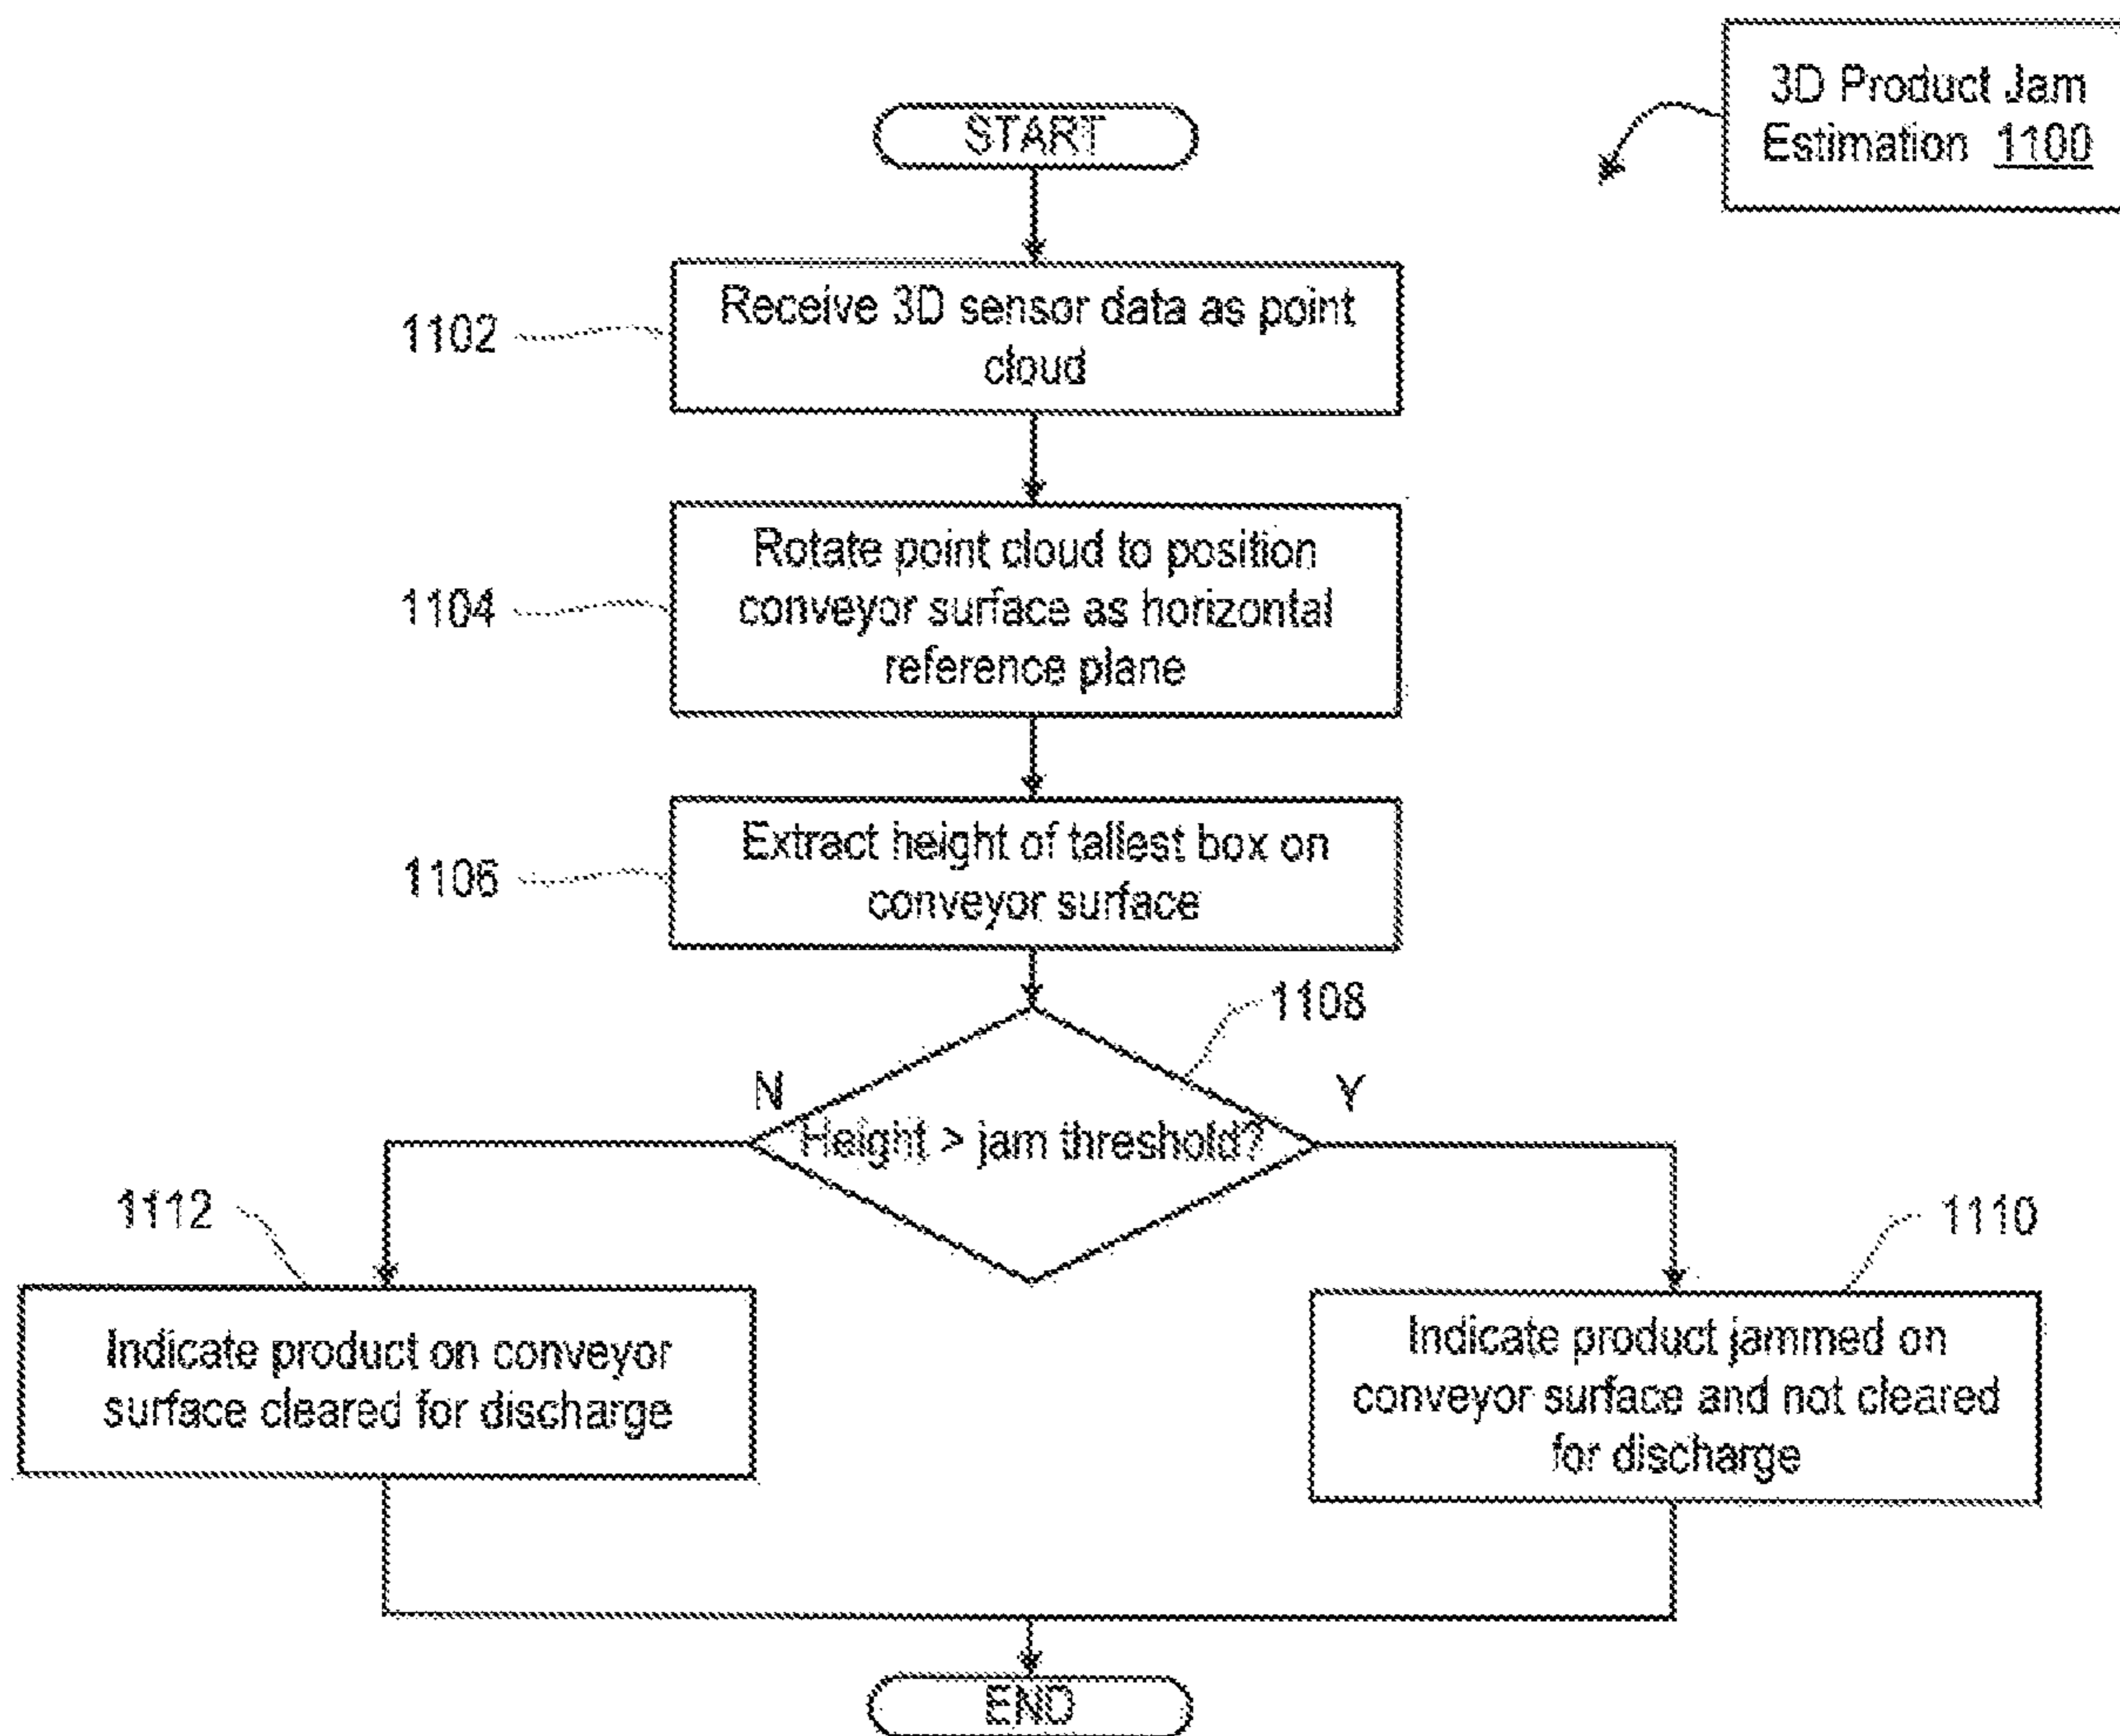 3D Product Jam
Estimation 1100
START
1102
Receive 3D sensor data as point
cloud
1104
Rotate point cloud to position
conveyor surface as horizontal
reference plane
1106
Extract height of tallest box on
conveyor surface
1108
N
Y
Height > jam threshold?
1112
1110
Indicate product on conveyor
surface cleared for discharge
Indicate product jammed on
conveyor surface and not cleared
for discharge
END